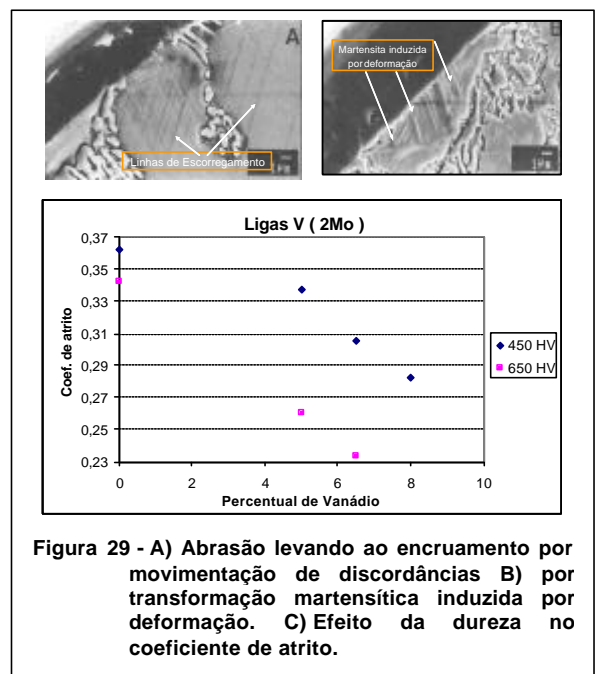 A
Linhas de Escorregamento
Martensita induzida
por deformação
Ligas V ( 2Mo )
0,37
0,35
0,33
0,31
0,29
0,27
0,25
0,23
Coef. de atrito
0 2 4 6 8 10
Percentual de Vanádio
450 HV
650 HV
Figura 29 - A) Abrasão levando ao encruamento por
movimentação de discordâncias B) por
transformação martensítica induzida por
deformação. C) Efeito da dureza no
coeficiente de atrito.